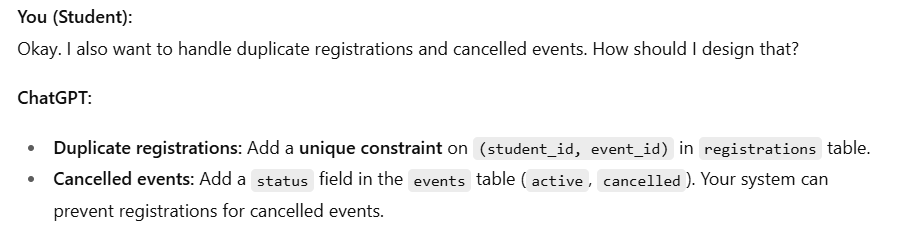 You (Student):
Okay. I also want to handle duplicate registrations and cancelled events. How should I design that?
ChatGPT:
• Duplicate registrations: Add a unique constraint on (student_id, event_id) in registrations table.
• Cancelled events: Add a status field in the events table (active, cancelled). Your system can
prevent registrations for cancelled events.